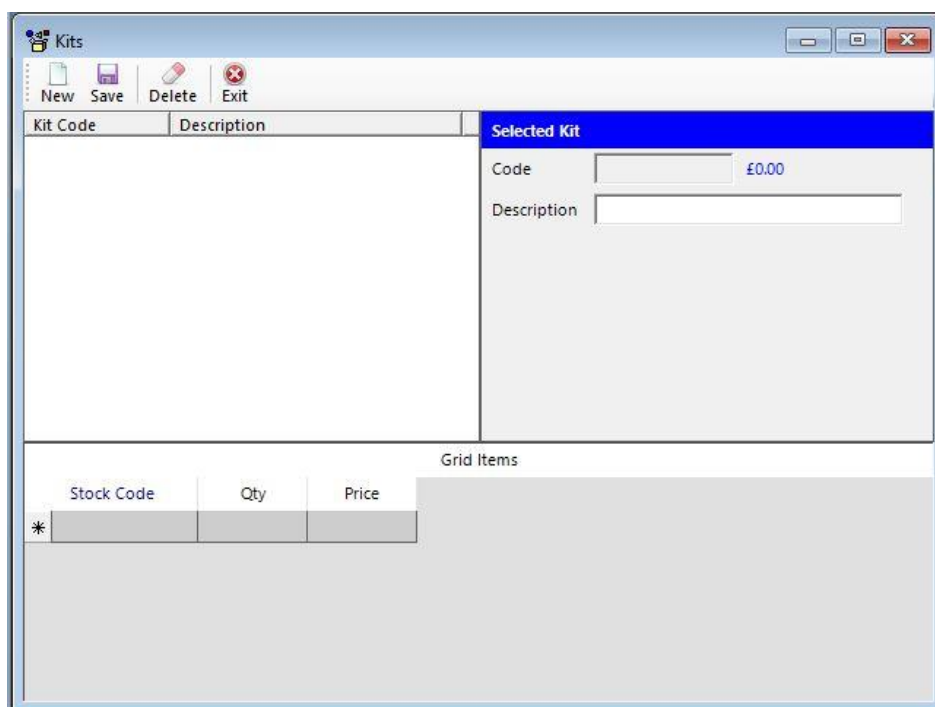 Kits
New Save Delete Exit
Kit Code Description
Selected Kit
Code £0.00
Description
Grid Items
Stock Code Qty Price